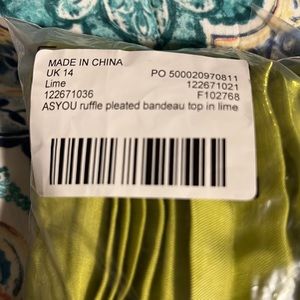 MADE IN CHINA
UK 14 PO 500020970811
Lime 122671021
122671036 F102768
ASYOU ruffle pleated bandeau top in lime